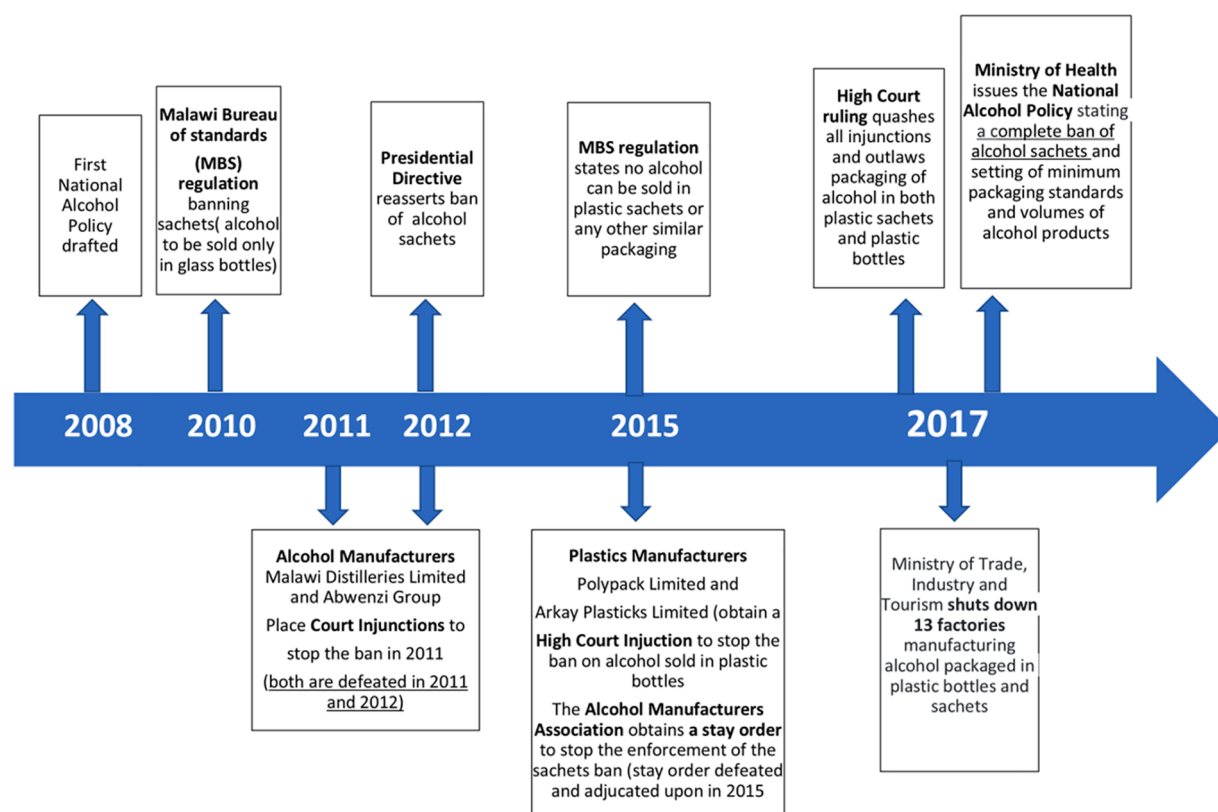 First
National
Alcohol
Policy
drafted
Malawi Bureau
of standards
(MBS)
regulation
banning
sachets( alcohol
to be sold only
in glass bottles)
Presidential
Directive
reasserts ban
of alcohol
sachets
MBS regulation
states no alcohol
can be sold in
plastic sachets or
any other similar
packaging
High Court
ruling quashes
all injunctions
and outlaws
packaging of
alcohol in both
plastic sachets
and plastic
bottles
Ministry of Health
issues the National
Alcohol Policy stating
a complete ban of
alcohol sachets and
setting of minimum
packaging standards
and volumes of
alcohol products
2008
2010
2011
2012
2015
2017
Alcohol Manufacturers
Malawi Distilleries Limited
and Abwenzi Group
Place Court Injunctions to
stop the ban in 2011
(both are defeated in 2011
and 2012)
Plastics Manufacturers
Polypack Limited and
Arkay Plasticks Limited (obtain a
High Court Injuction to stop the
ban on alcohol sold in plastic
bottles
The Alcohol Manufacturers
Association obtains a stay order
to stop the enforcement of the
sachets ban (stay order defeated
and adjucated upon in 2015
Ministry of Trade,
Industry and
Tourism shuts down
13 factories
manufacturing
alcohol packaged in
plastic bottles and
sachets